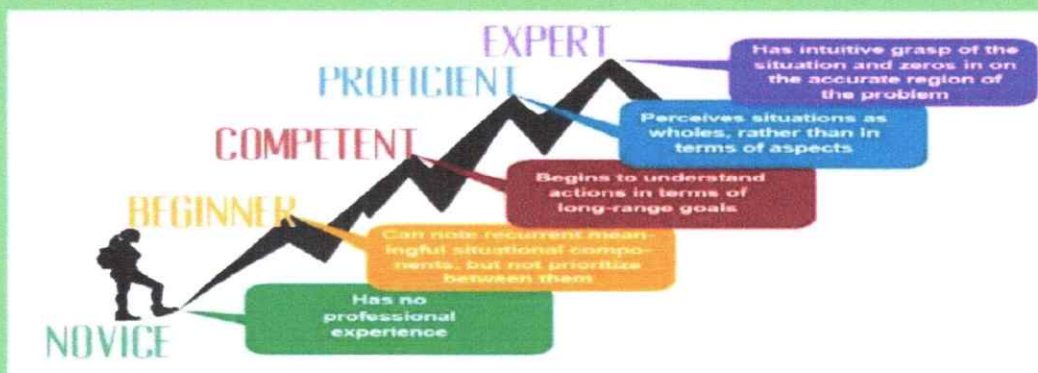 EXPERT
Has intuitive grasp of the
situation and zeros in on
the accurate region of
the problem
PROFICIENT
Perceives situations as
wholes, rather than in
terms of aspects
COMPETENT
Begins to understand
actions in terms of
long-range goals
BEGINNER
Can note recurrent mean-
ingful situational compo-
nents, but not prioritize
between them
NOVICE
Has no
professional
experience